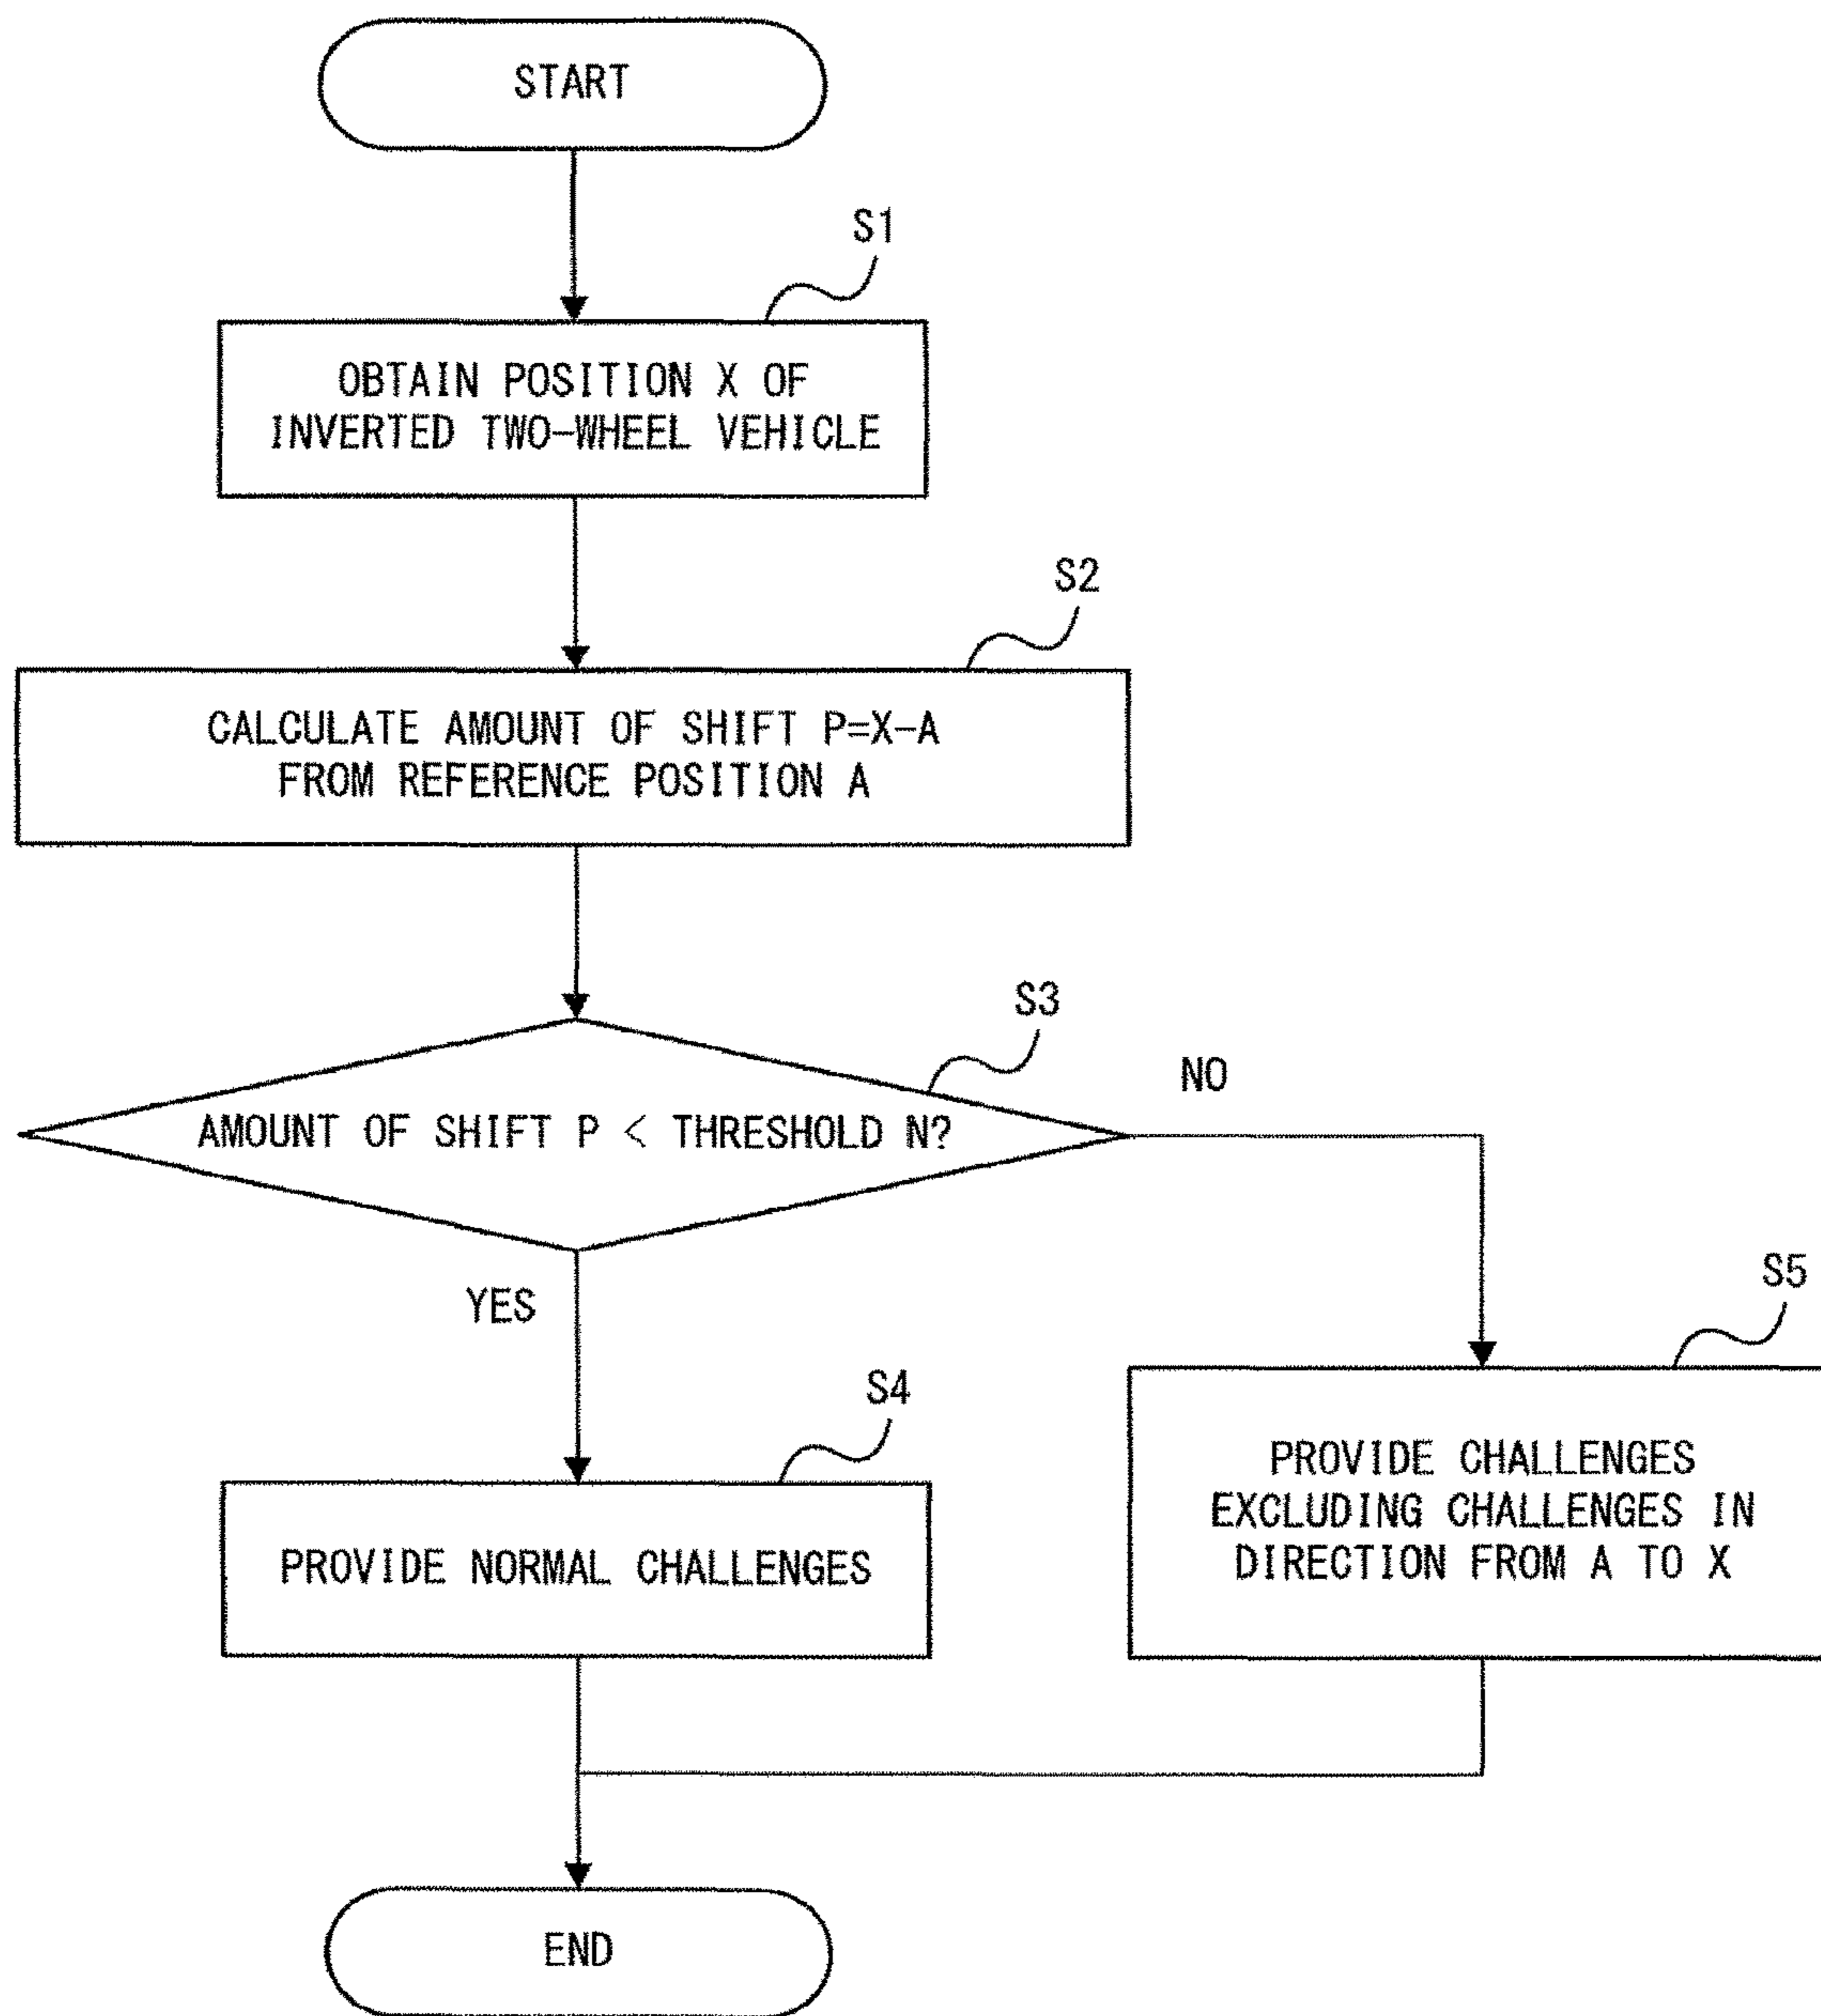 START
S1
OBTAIN POSITION X OF
INVERTED TWO-WHEEL VEHICLE
S2
CALCULATE AMOUNT OF SHIFT P=X-A
FROM REFERENCE POSITION A
S3
AMOUNT OF SHIFT P < THRESHOLD N?
NO
YES
S4
PROVIDE NORMAL CHALLENGES
S5
PROVIDE CHALLENGES
EXCLUDING CHALLENGES IN
DIRECTION FROM A TO X
END